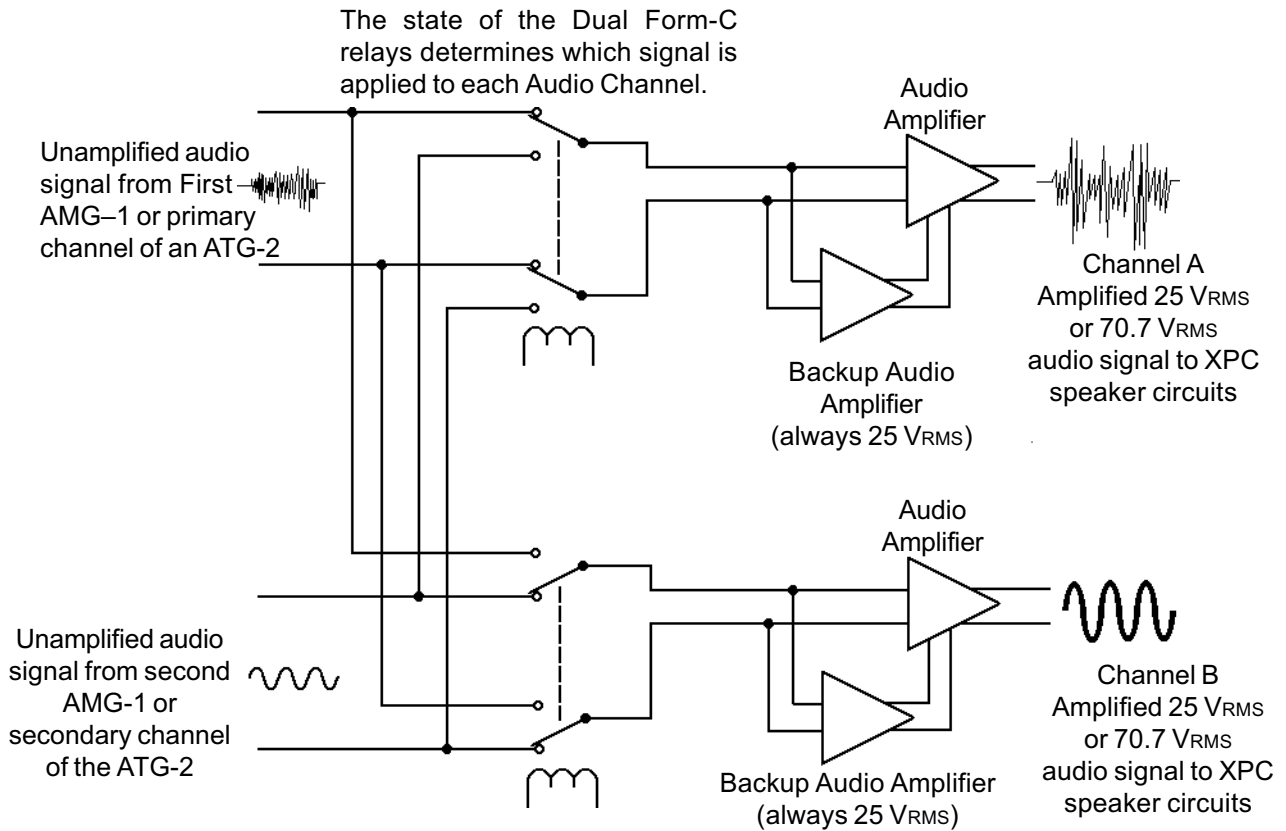 The state of the Dual Form-C
relays determines which signal is
applied to each Audio Channel.
Unamplified audio
signal from First
AMG–1 or primary
channel of an ATG-2
Audio
Amplifier
Channel A
Amplified 25 VRMS
or 70.7 VRMS
audio signal to XPC
speaker circuits
Backup Audio
Amplifier
(always 25 VRMS)
Unamplified audio
signal from second
AMG-1 or
secondary channel
of the ATG-2
Audio
Amplifier
Channel B
Amplified 25 VRMS
or 70.7 VRMS
audio signal to XPC
speaker circuits
Backup Audio Amplifier
(always 25 VRMS)